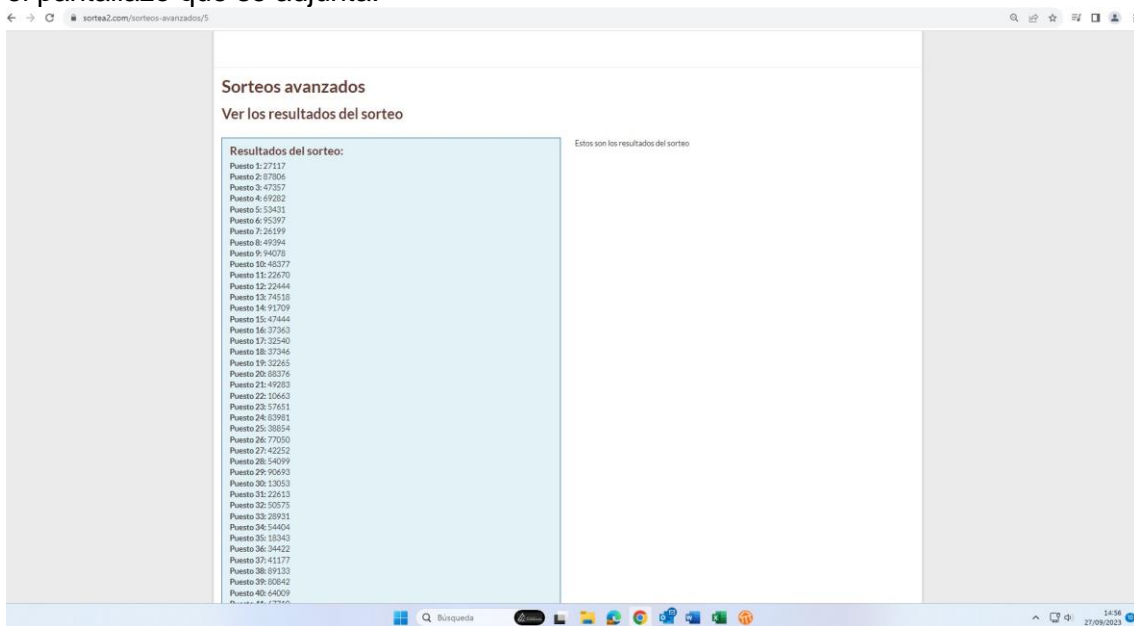 sortea2.com/sorteos-avanzados/5
Sorteos avanzados
Ver los resultados del sorteo
Resultados del sorteo:
Puesto 1: 27117
Puesto 2: 87806
Puesto 3: 47357
Puesto 4: 69282
Puesto 5: 53431
Puesto 6: 95397
Puesto 7: 26199
Puesto 8: 49394
Puesto 9: 94078
Puesto 10: 48377
Puesto 11: 22670
Puesto 12: 22444
Puesto 13: 74518
Puesto 14: 91709
Puesto 15: 47444
Puesto 16: 37363
Puesto 17: 32540
Puesto 18: 37346
Puesto 19: 32265
Puesto 20: 88376
Puesto 21: 49283
Puesto 22: 10663
Puesto 23: 57651
Puesto 24: 83981
Puesto 25: 38854
Puesto 26: 77050
Puesto 27: 42252
Puesto 28: 54099
Puesto 29: 90693
Puesto 30: 13053
Puesto 31: 22613
Puesto 32: 50575
Puesto 33: 28931
Puesto 34: 54404
Puesto 35: 18343
Puesto 36: 34422
Puesto 37: 41177
Puesto 38: 89133
Puesto 39: 80842
Puesto 40: 64009
Estos son los resultados del sorteo
Búsqueda
14:56
27/09/2023